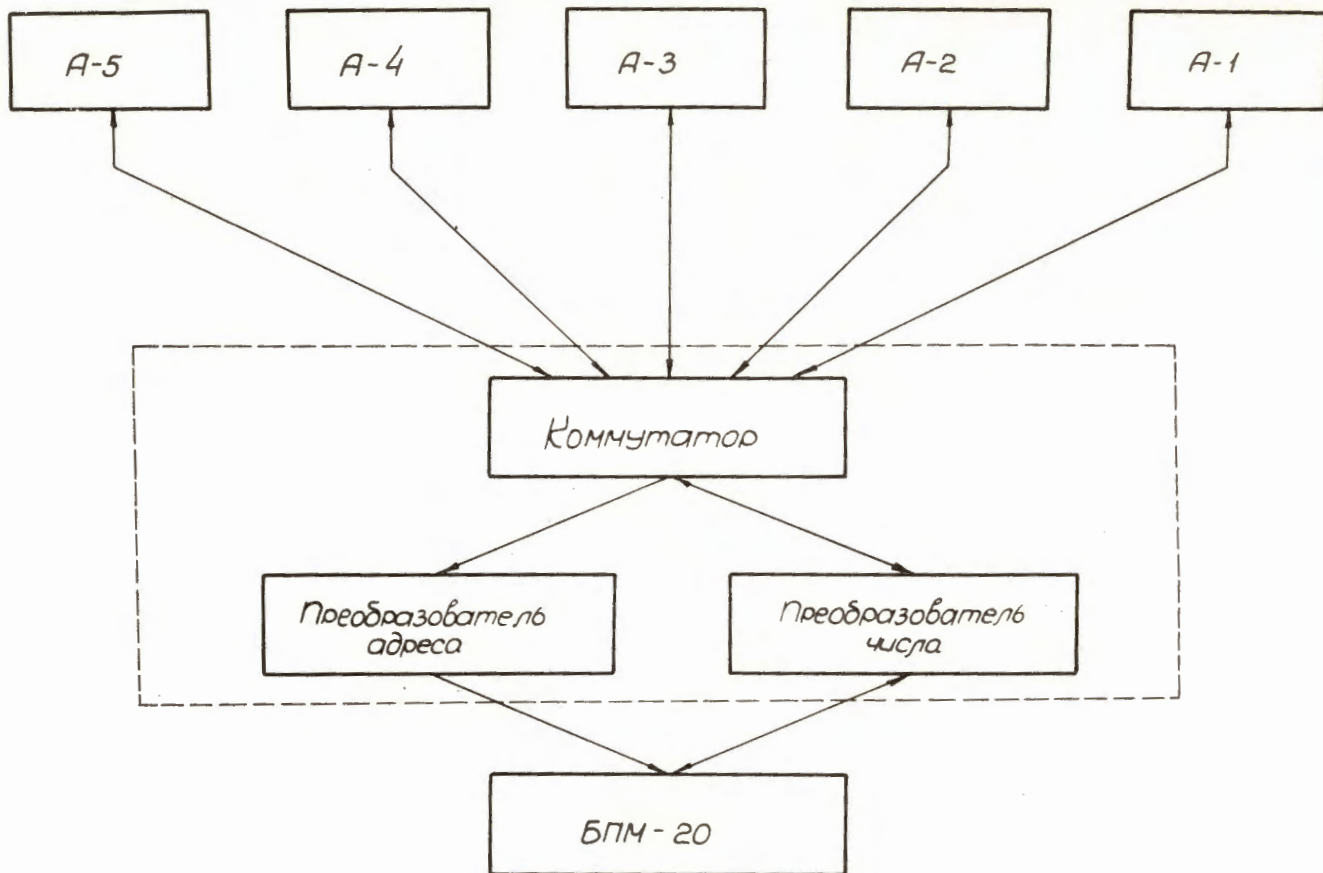 А-5
А-4
А-3
А-2
А-1
Коммутатор
Преобразователь
адреса
Преобразователь
числа
БПМ-20